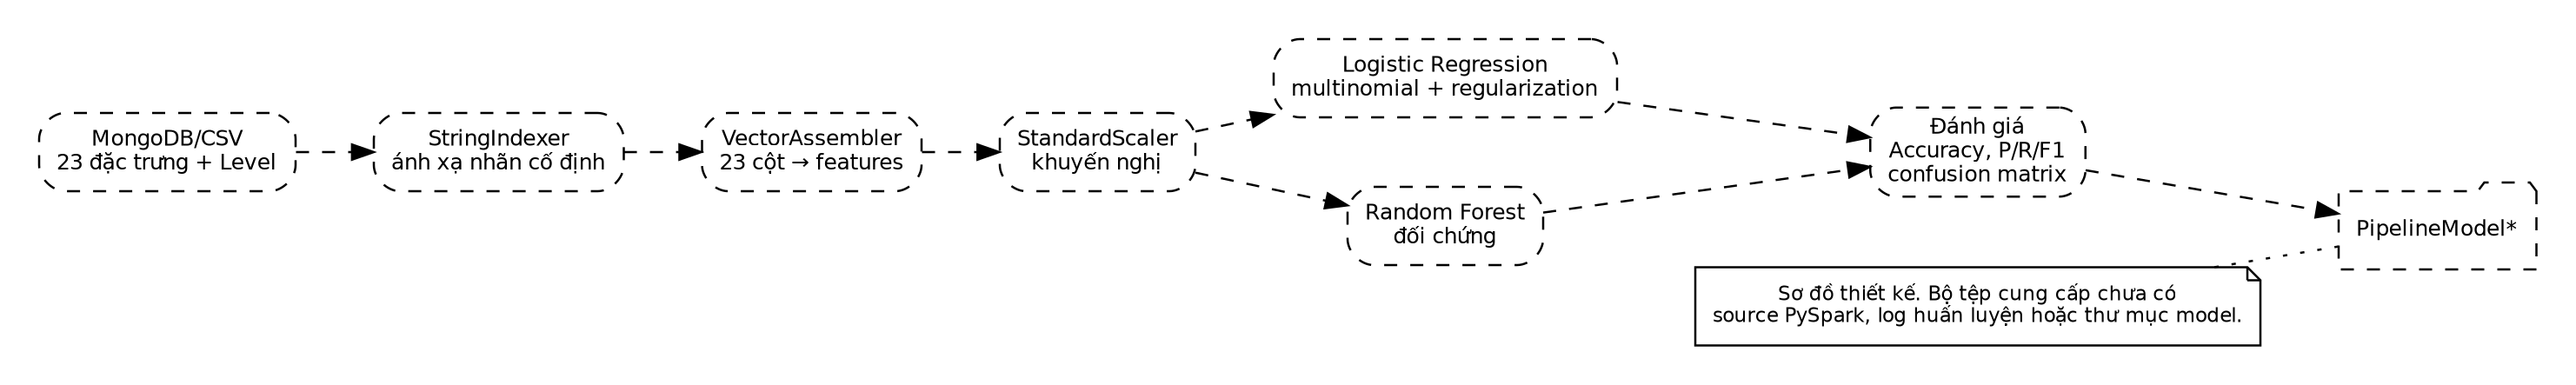 MongoDB/CSV
23 đặc trưng + Level
StringIndexer
ánh xạ nhãn cố định
VectorAssembler
23 cột → features
StandardScaler
khuyến nghị
Logistic Regression
multinomial + regularization
Random Forest
đối chứng
Đánh giá
Accuracy, P/R/F1
confusion matrix
PipelineModel*
Sơ đồ thiết kế. Bộ tệp cung cấp chưa có
source PySpark, log huấn luyện hoặc thư mục model.